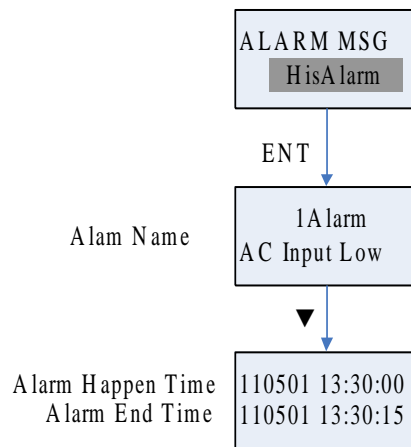 ALARM MSG
HisAlarm
ENT
1Alarm
Alam Name
AC Input Low
▼
Alarm Happen Time 110501 13:30:00
Alarm End Time 110501 13:30:15